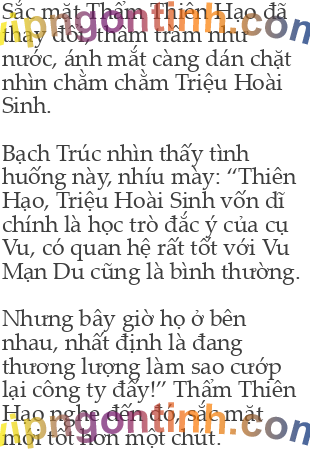 Sắc mặt Thẩm Thiên Hạo đã
thay đổi, thâm trầm như
nước, ánh mắt càng dán chặt
nhìn chằm chằm Triệu Hoài
Sinh.
Bạch Trúc nhìn thấy tình
huống này, nhíu mày: “Thiên
Hạo, Triệu Hoài Sinh vốn dĩ
chính là học trò đắc ý của cụ
Vu, có quan hệ rất tốt với Vu
Mạn Du cũng là bình thường.
Nhưng bây giờ họ ở bên
nhau, nhất định là đang
thương lượng làm sao cướp
lại công ty đấy!” Thẩm Thiên
Hạo nghe đến đó, sắc mặt
mới tốt hơn một chút.
vipngontinh.com
vipngontinh.com